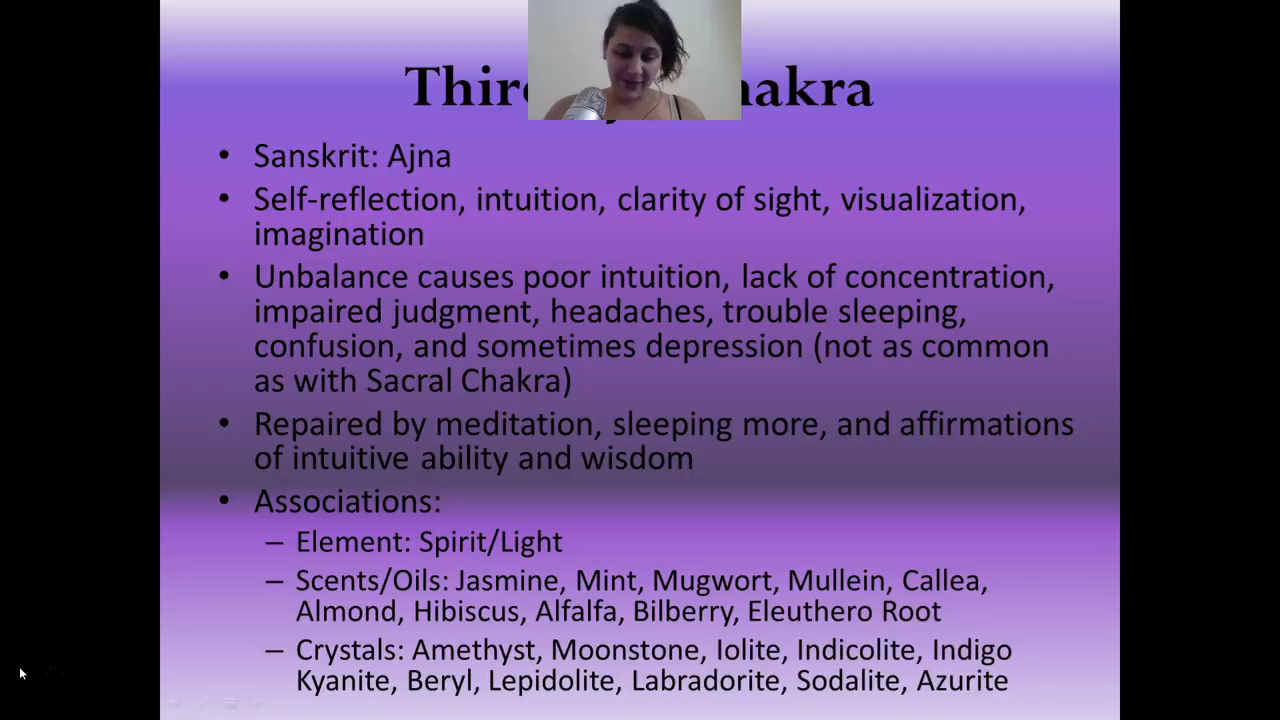 Thir hakra
• Sanskrit: Ajna
• Self-reflection, intuition, clarity of sight, visualization,
imagination
• Unbalance causes poor intuition, lack of concentration,
impaired judgment, headaches, trouble sleeping,
confusion, and sometimes depression (not as common
as with Sacral Chakra)
• Repaired by meditation, sleeping more, and affirmations
of intuitive ability and wisdom
• Associations:
– Element: Spirit/Light
– Scents/Oils: Jasmine, Mint, Mugwort, Mullein, Callea,
Almond, Hibiscus, Alfalfa, Bilberry, Eleuthero Root
– Crystals: Amethyst, Moonstone, Iolite, Indicolite, Indigo
Kyanite, Beryl, Lepidolite, Labradorite, Sodalite, Azurite